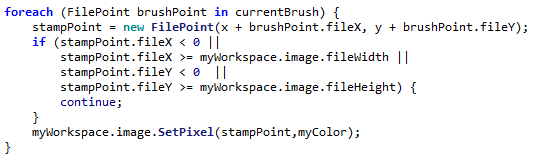 foreach (FilePoint brushPoint in currentBrush) {
    stampPoint = new FilePoint(x + brushPoint.fileX, y + brushPoint.fileY);
    if (stampPoint.fileX < 0 ||
        stampPoint.fileX >= myWorkspace.image.fileWidth ||
        stampPoint.fileY < 0  ||
        stampPoint.fileY >= myWorkspace.image.fileHeight) {
        continue;
    }
    myWorkspace.image.SetPixel(stampPoint,myColor);
}